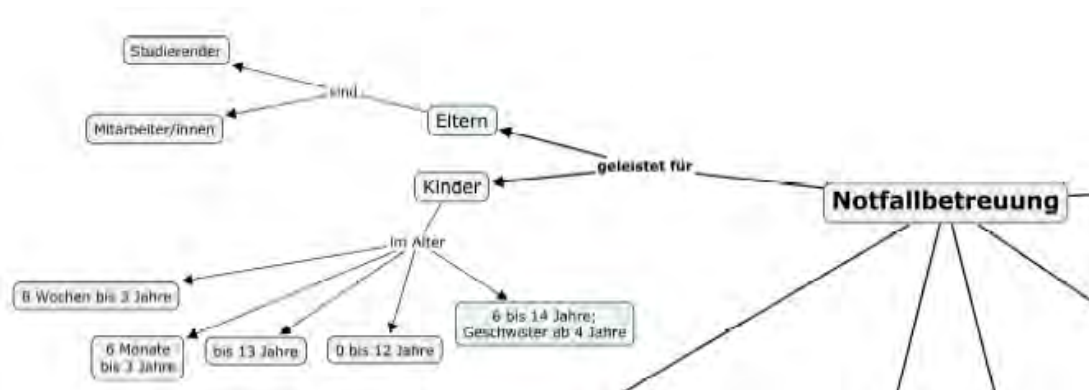 Studierender
sind
Mitarbeiter/innen
Eltern
geleistet für
Kinder
Notfallbetreuung
im Alter
8 Wochen bis 3 Jahre
6 Monate
bis 3 Jahre
bis 13 Jahre
0 bis 12 Jahre
6 bis 14 Jahre;
Geschwister ab 4 Jahre